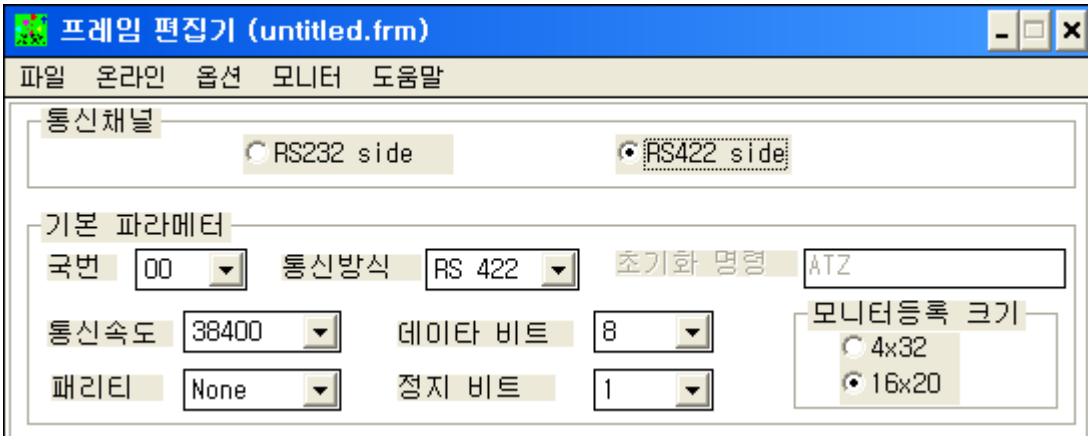 프레임 편집기 (untitled.frm)
파일 온라인 옵션 모니터 도움말
통신채널
RS232 side RS422 side
기본 파라메터
국번 00 통신방식 RS 422 초기화 명령 ATZ
통신속도 38400 데이타 비트 8 모니터등록 크기
4x32
패리티 None 정지 비트 1 16x20